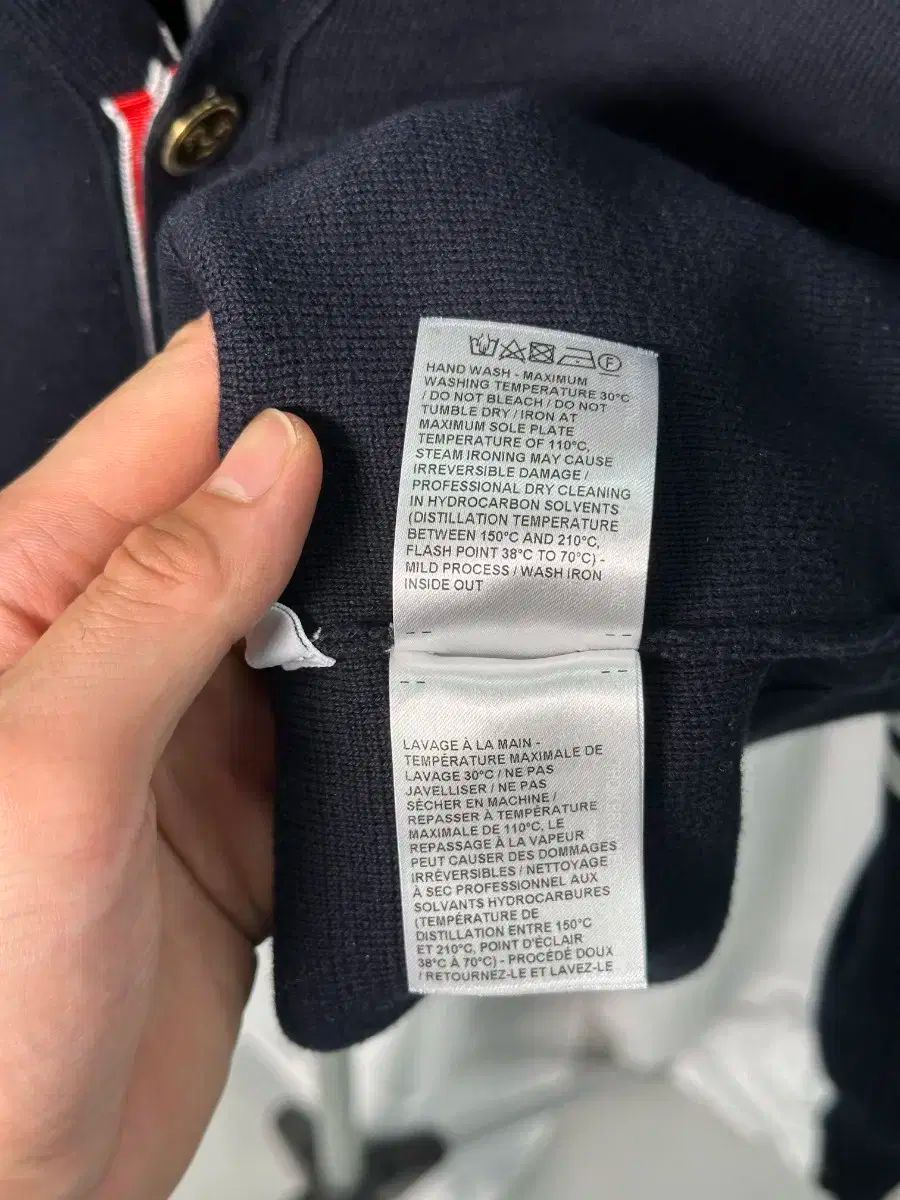 F
HAND WASH - MAXIMUM
WASHING TEMPERATURE 30°C
/ DO NOT BLEACH / DO NOT
TUMBLE DRY / IRON AT
MAXIMUM SOLE PLATE
TEMPERATURE OF 110°C,
STEAM IRONING MAY CAUSE
IRREVERSIBLE DAMAGE /
PROFESSIONAL DRY CLEANING
IN HYDROCARBON SOLVENTS
(DISTILLATION TEMPERATURE
BETWEEN 150°C AND 210°C,
FLASH POINT 38°C TO 70°C) -
MILD PROCESS / WASH IRON
INSIDE OUT
LAVAGE À LA MAIN -
TEMPÉRATURE MAXIMALE DE
LAVAGE 30°C / NE PAS
JAVELLISER / NE PAS
SÉCHER EN MACHINE /
REPASSER À TEMPÉRATURE
MAXIMALE DE 110°C, LE
REPASSAGE À LA VAPEUR
PEUT CAUSER DES DOMMAGES
IRRÉVERSIBLES / NETTOYAGE
À SEC PROFESSIONNEL AUX
SOLVANTS HYDROCARBURES
(TEMPÉRATURE DE
DISTILLATION ENTRE 150°C
ET 210°C, POINT D'ÉCLAIR
38°C À 70°C) - PROCÉDÉ DOUX
/ RETOURNEZ-LE ET LAVEZ-LE